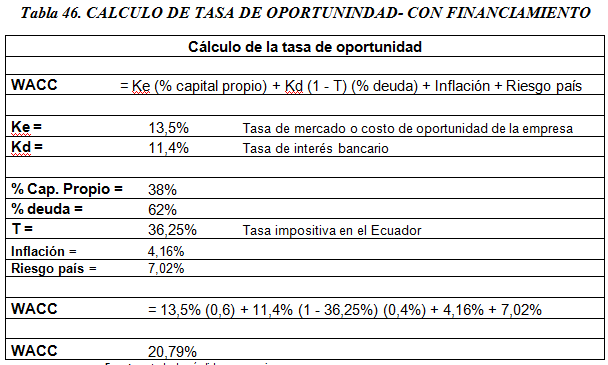 Tabla 46. CALCULO DE TASA DE OPORTUNINDAD- CON FINANCIAMIENTO
Cálculo de la tasa de oportunidad
WACC = Ke (% capital propio) + Kd (1 - T) (% deuda) + Inflación + Riesgo país
Ke = 13,5% Tasa de mercado o costo de oportunidad de la empresa
Kd = 11,4% Tasa de interés bancario
% Cap. Propio = 38%
% deuda = 62%
T = 36,25% Tasa impositiva en el Ecuador
Inflación = 4,16%
Riesgo país = 7,02%
WACC = 13,5% (0,6) + 11,4% (1 - 36,25%) (0,4%) + 4,16% + 7,02%
WACC 20,79%